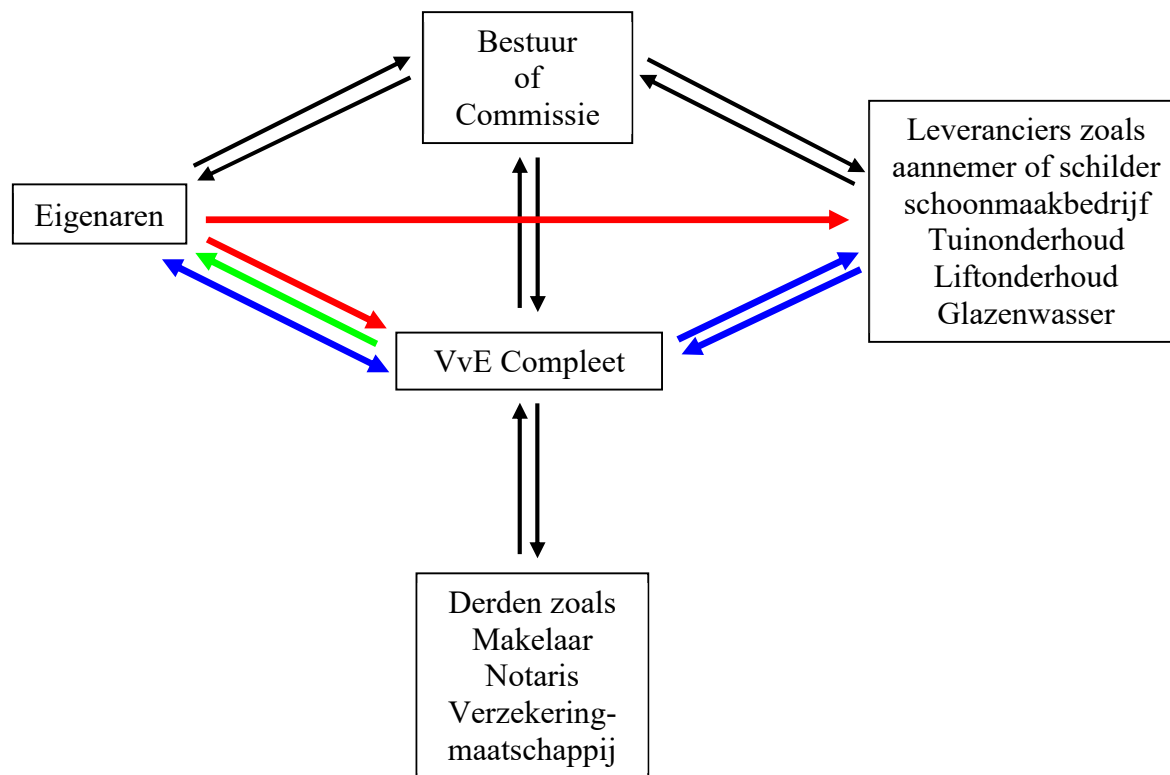 Bestuur
of
Commissie
Leveranciers zoals
aannemer of schilder
schoonmaakbedrijf
Tuinonderhoud
Liftonderhoud
Glazenwasser
Eigenaren
VvE Compleet
Derden zoals
Makelaar
Notaris
Verzekering-
maatschappij